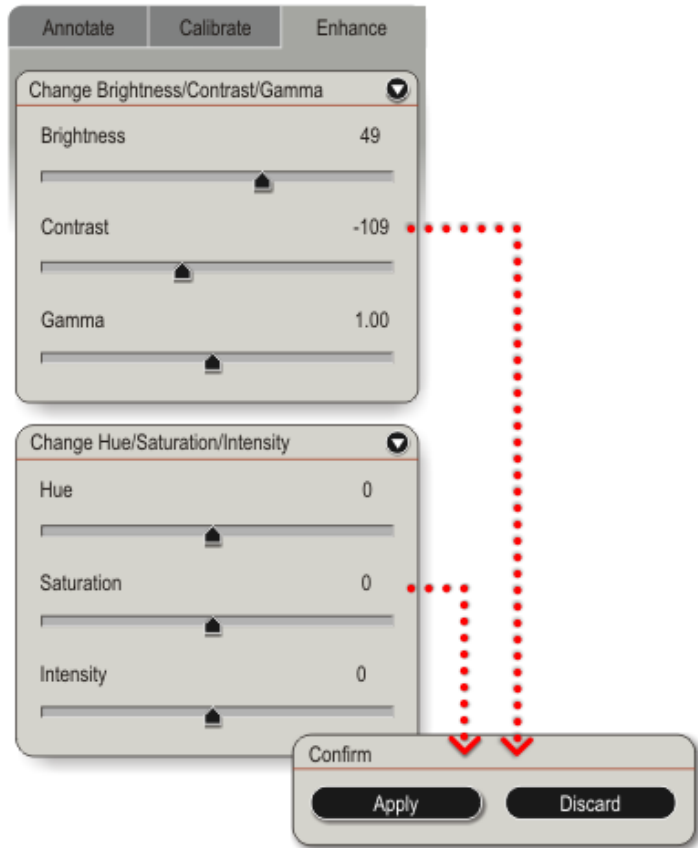 Annotate Calibrate Enhance
Change Brightness/Contrast/Gamma
Brightness 49
Contrast -109
Gamma 1.00
Change Hue/Saturation/Intensity
Hue 0
Saturation 0
Intensity 0
Confirm
Apply Discard